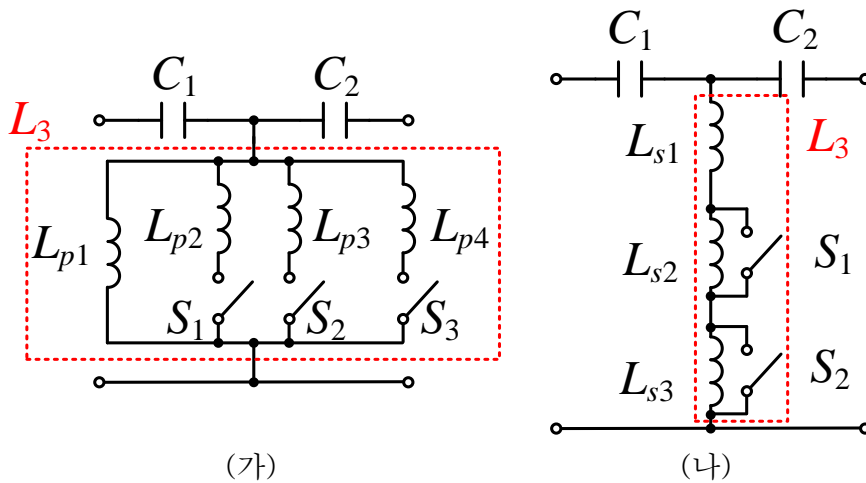 C1 C2
L3
Lp1 Lp2 Lp3 Lp4
S1 S2 S3
(가)
C1 C2
Ls1 L3
Ls2 S1
Ls3 S2
(나)